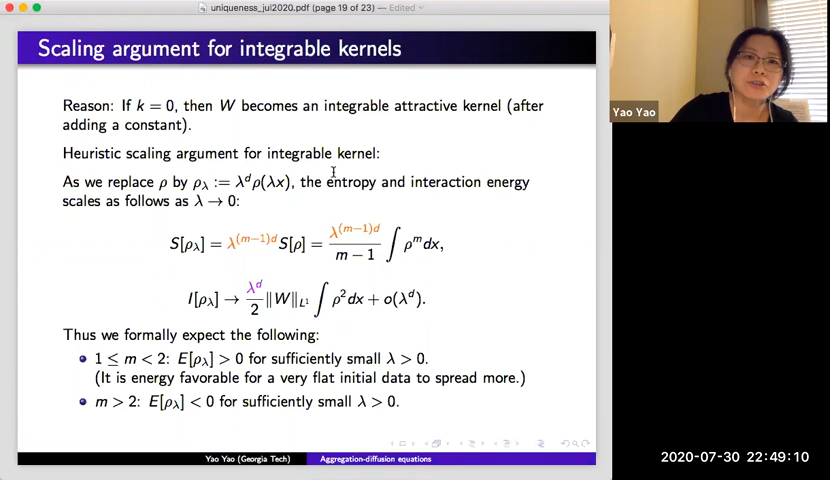 uniqueness_jul2020.pdf (page 19 of 23) — Edited
Scaling argument for integrable kernels
Reason: If k = 0, then W becomes an integrable attractive kernel (after
adding a constant).
Heuristic scaling argument for integrable kernel:
As we replace ρ by ρ_λ := λ^d ρ(λx), the entropy and interaction energy
scales as follows as λ → 0:
S[ρ_λ] = λ^{(m−1)d} S[ρ] = \frac{λ^{(m−1)d}}{m − 1} ∫ ρ^m dx,
I[ρ_λ] → \frac{λ^d}{2} ‖W‖_{L^1} ∫ ρ^2 dx + o(λ^d).
Thus we formally expect the following:
1 ≤ m < 2: E[ρ_λ] > 0 for sufficiently small λ > 0.
(It is energy favorable for a very flat initial data to spread more.)
m > 2: E[ρ_λ] < 0 for sufficiently small λ > 0.
Yao Yao (Georgia Tech) Aggregation-diffusion equations
Yao Yao
2020-07-30 22:49:10